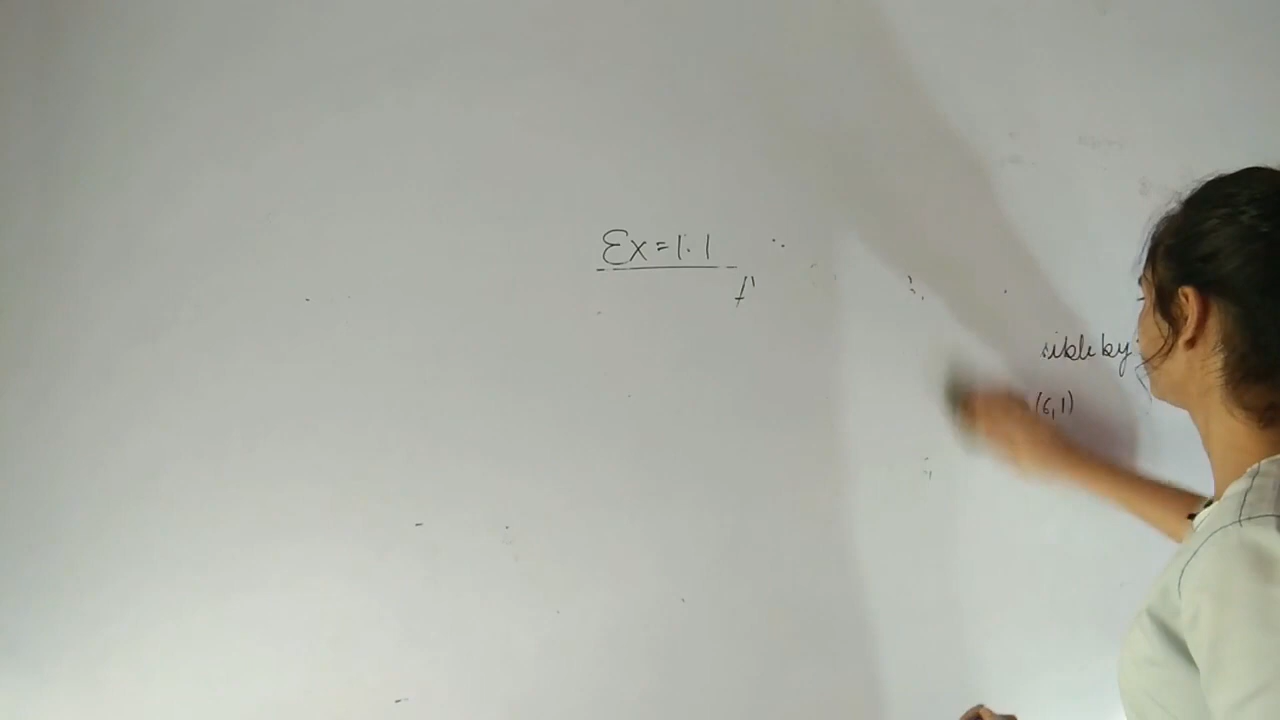 Ex = 1.1
sible by
(6,1)